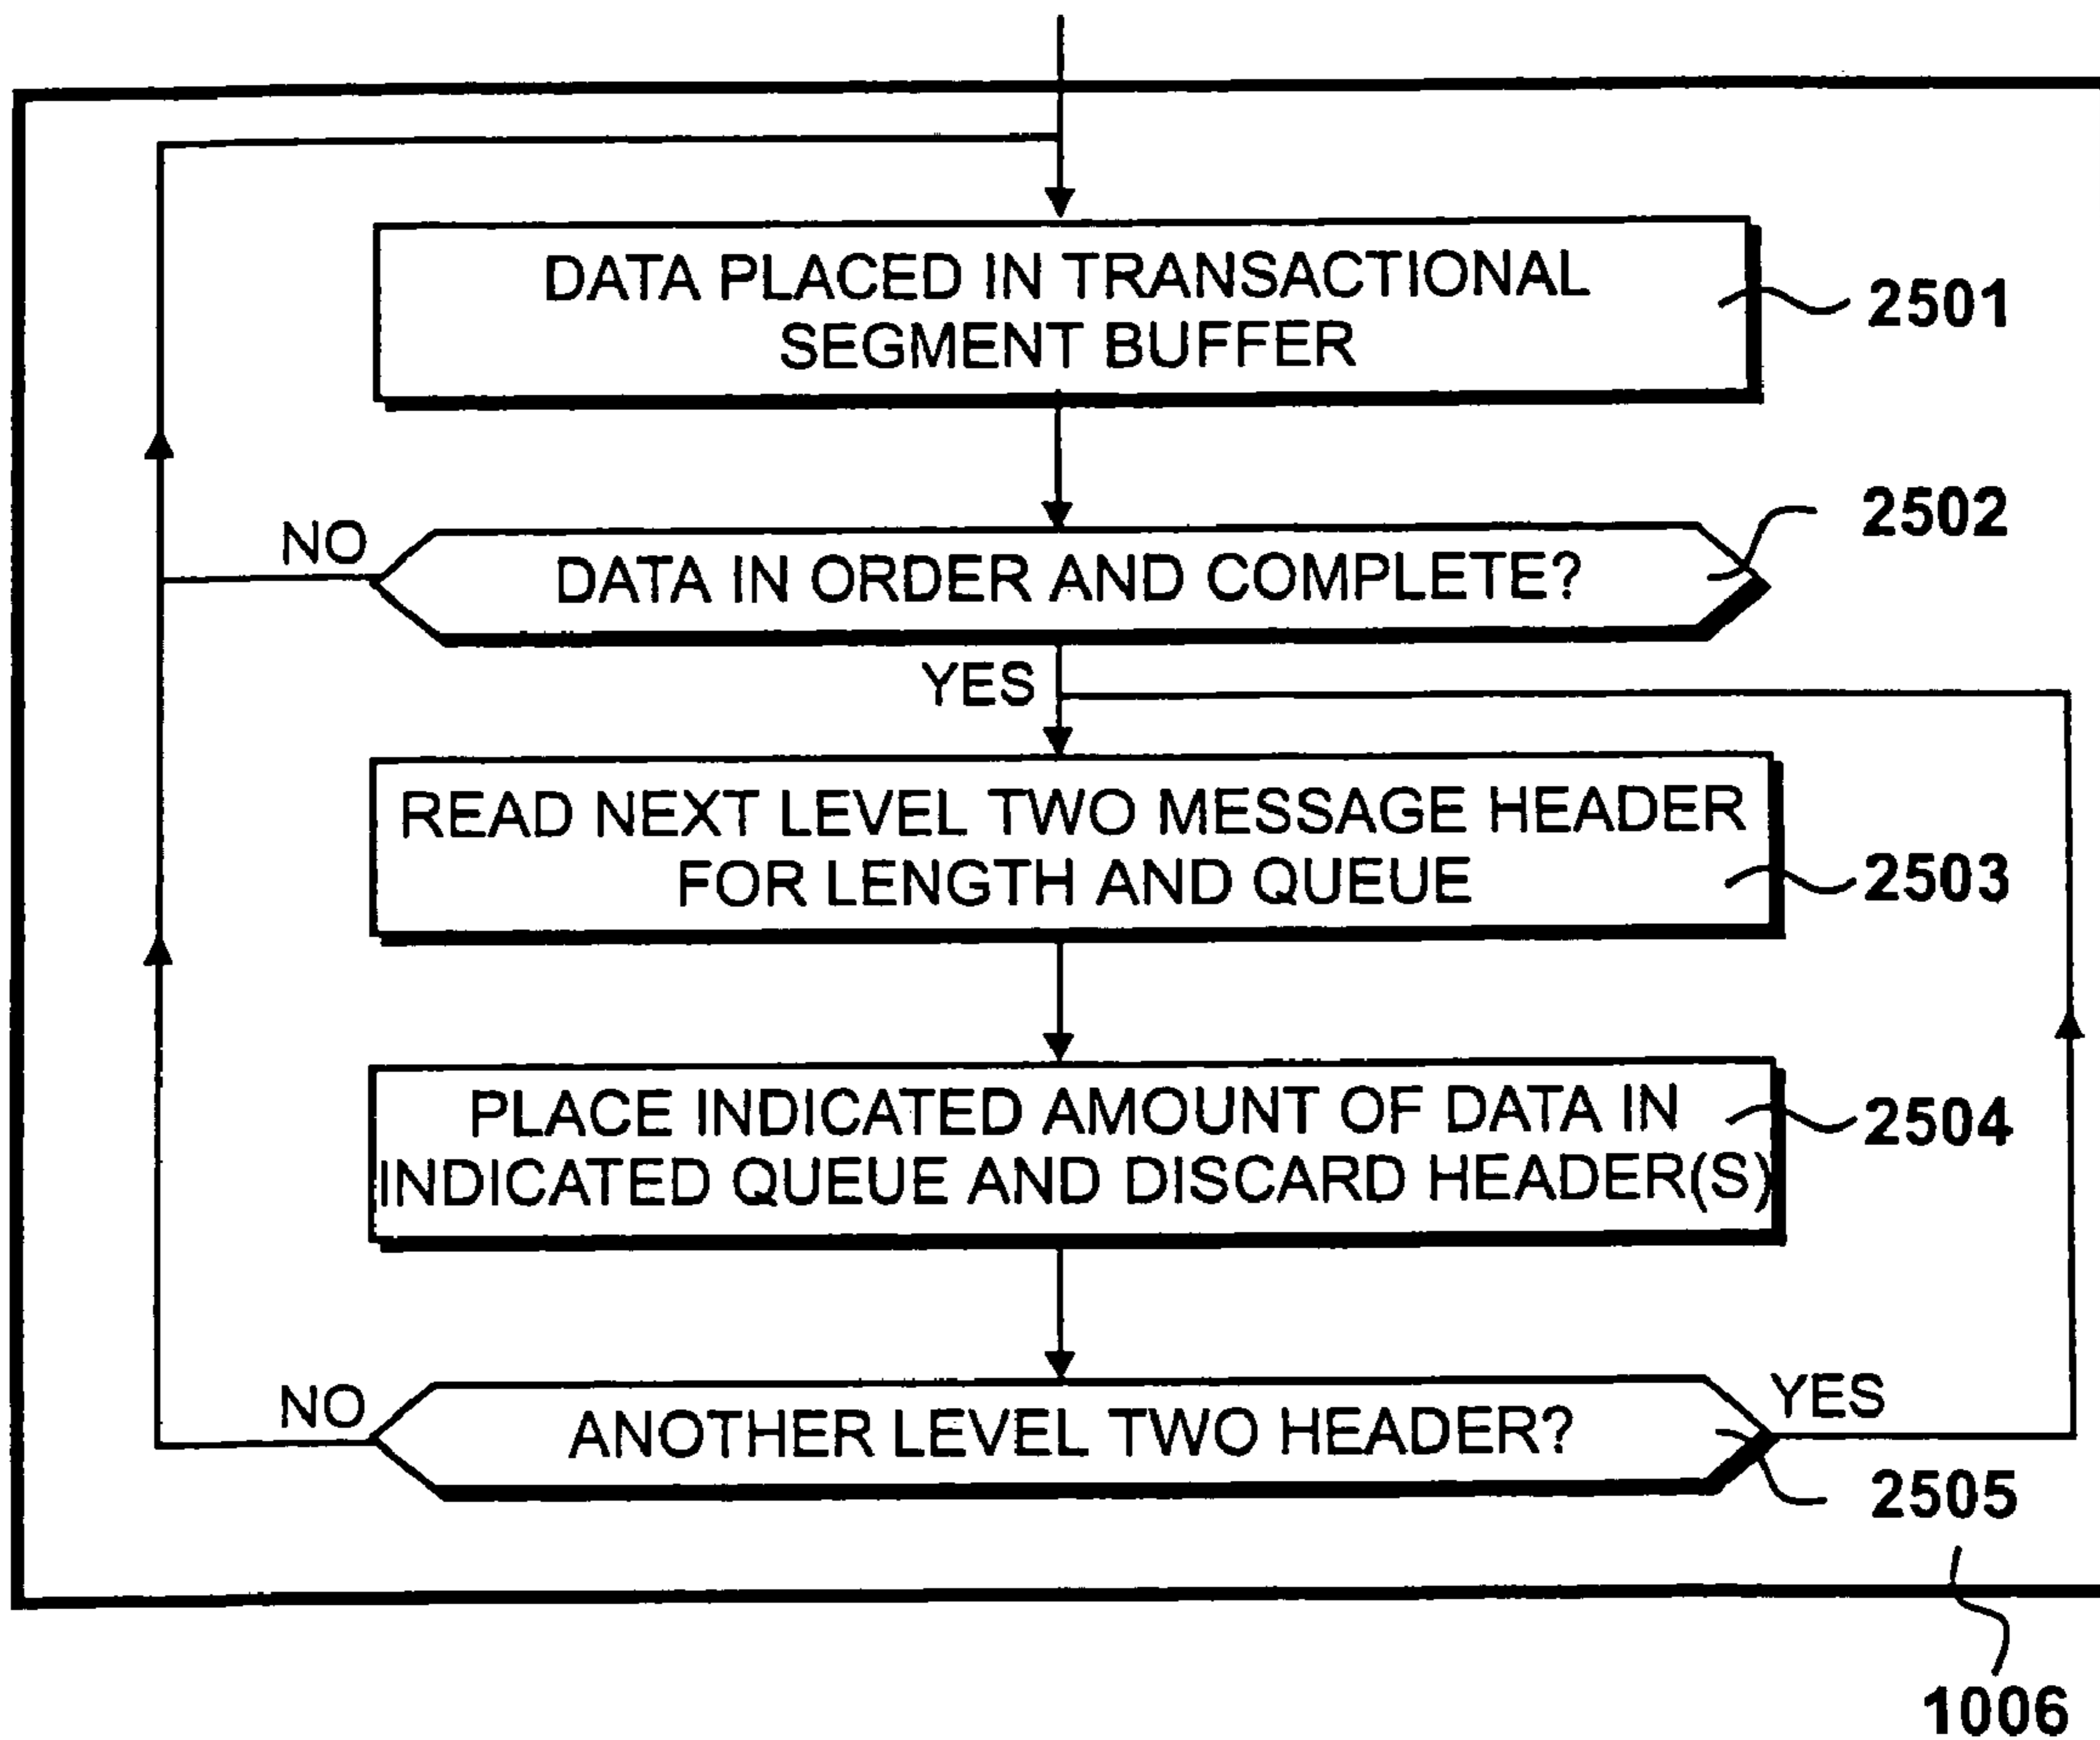 DATA PLACED IN TRANSACTIONAL
SEGMENT BUFFER
2501
2502
NO
DATA IN ORDER AND COMPLETE?
YES
READ NEXT LEVEL TWO MESSAGE HEADER
FOR LENGTH AND QUEUE
2503
PLACE INDICATED AMOUNT OF DATA IN
INDICATED QUEUE AND DISCARD HEADER(S)
2504
NO
ANOTHER LEVEL TWO HEADER?
YES
2505
1006